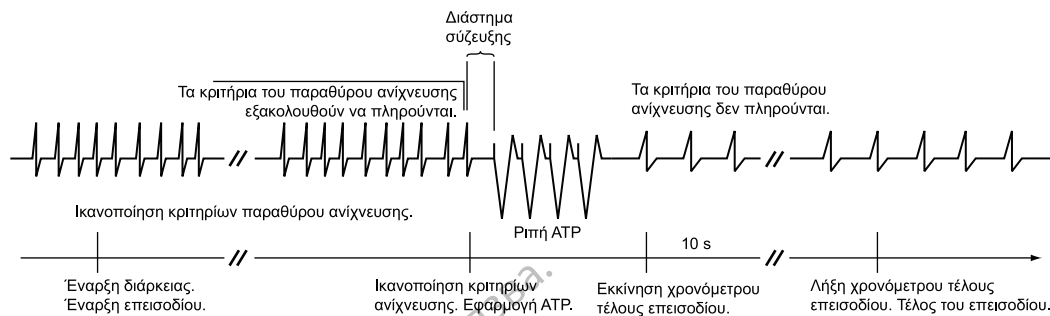 Διάστημα
σύζευξης
Τα κριτήρια του παραθύρου ανίχνευσης
εξακολουθούν να πληρούνται.
Τα κριτήρια του παραθύρου
ανίχνευσης δεν πληρούνται.
Ικανοποίηση κριτηρίων παραθύρου ανίχνευσης.
Ριπή ATP
10 s
Έναρξη διάρκειας.
Έναρξη επεισοδίου.
Ικανοποίηση κριτηρίων
ανίχνευσης. Εφαρμογή ATP.
Εκκίνηση χρονόμετρου
τέλους επεισοδίου.
Λήξη χρονόμετρου τέλους
επεισοδίου. Τέλος του επεισοδίου.